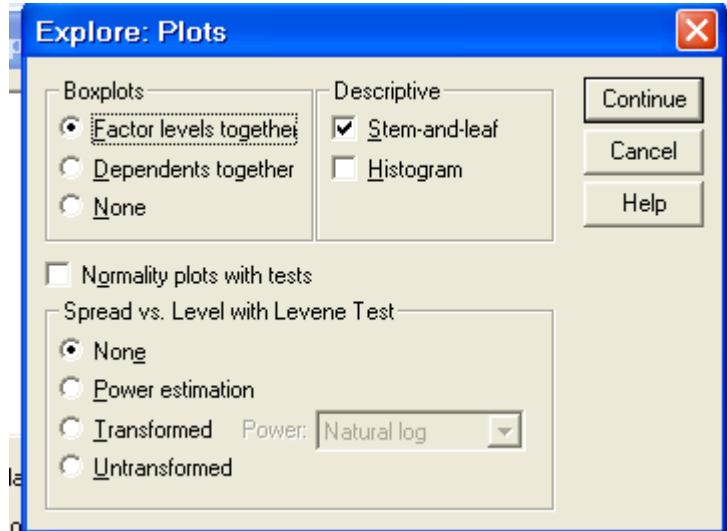 Explore: Plots
Boxplots
Factor levels together
Dependents together
None
Descriptive
Stem-and-leaf
Histogram
Continue
Cancel
Help
Normality plots with tests
Spread vs. Level with Levene Test
None
Power estimation
Transformed Power: Natural log
Untransformed